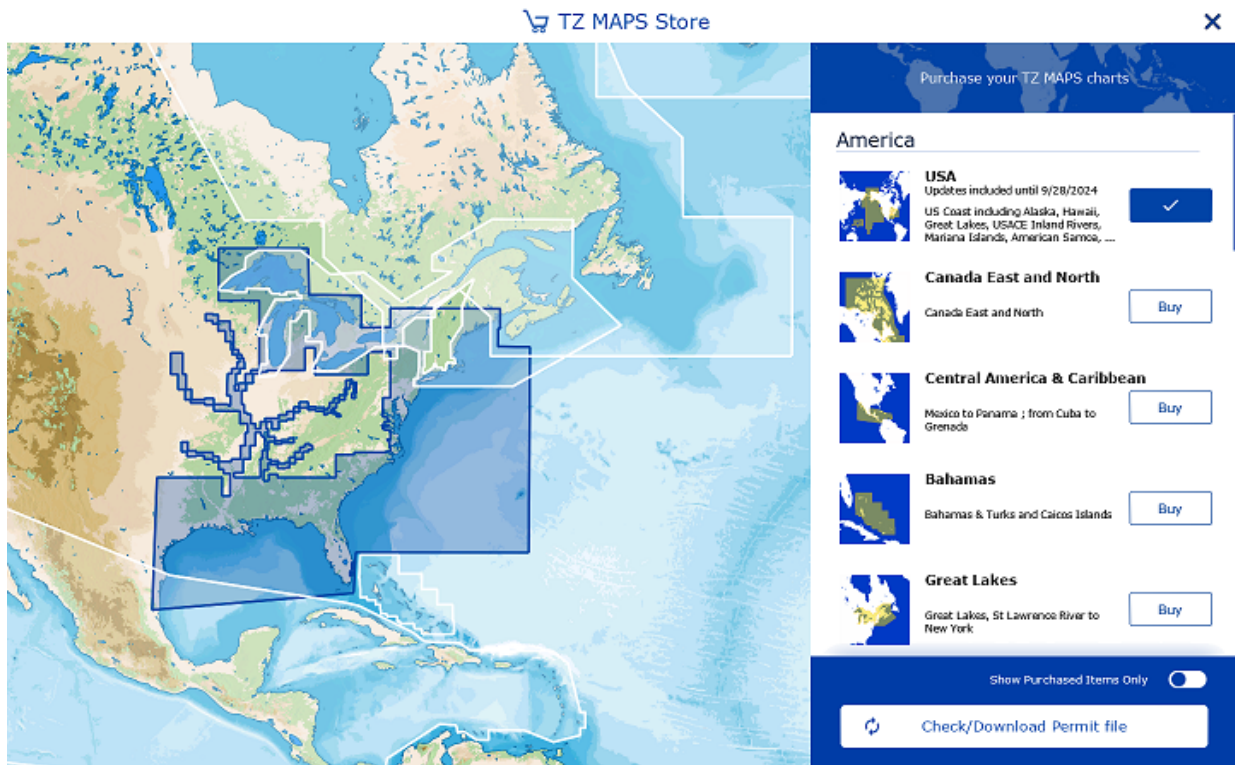 TZ MAPS Store
Purchase your TZ MAPS charts
America
USA
Updates included until 9/28/2024
US Coast including Alaska, Hawaii,
Great Lakes, USACE Inland Rivers,
Mariana Islands, American Samoa, ...
Canada East and North
Canada East and North
Buy
Central America & Caribbean
Mexico to Panama ; from Cuba to
Grenada
Buy
Bahamas
Bahamas & Turks and Caicos Islands
Buy
Great Lakes
Great Lakes, St Lawrence River to
New York
Buy
Show Purchased Items Only
Check/Download Permit file